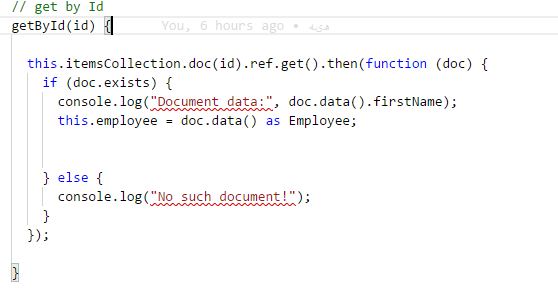 // get by Id
getById(id) {    You, 6 hours ago •
this.itemsCollection.doc(id).ref.get().then(function (doc) {
if (doc.exists) {
console.log("Document data:", doc.data().firstName);
this.employee = doc.data() as Employee;
} else {
console.log("No such document!");
}
});
}